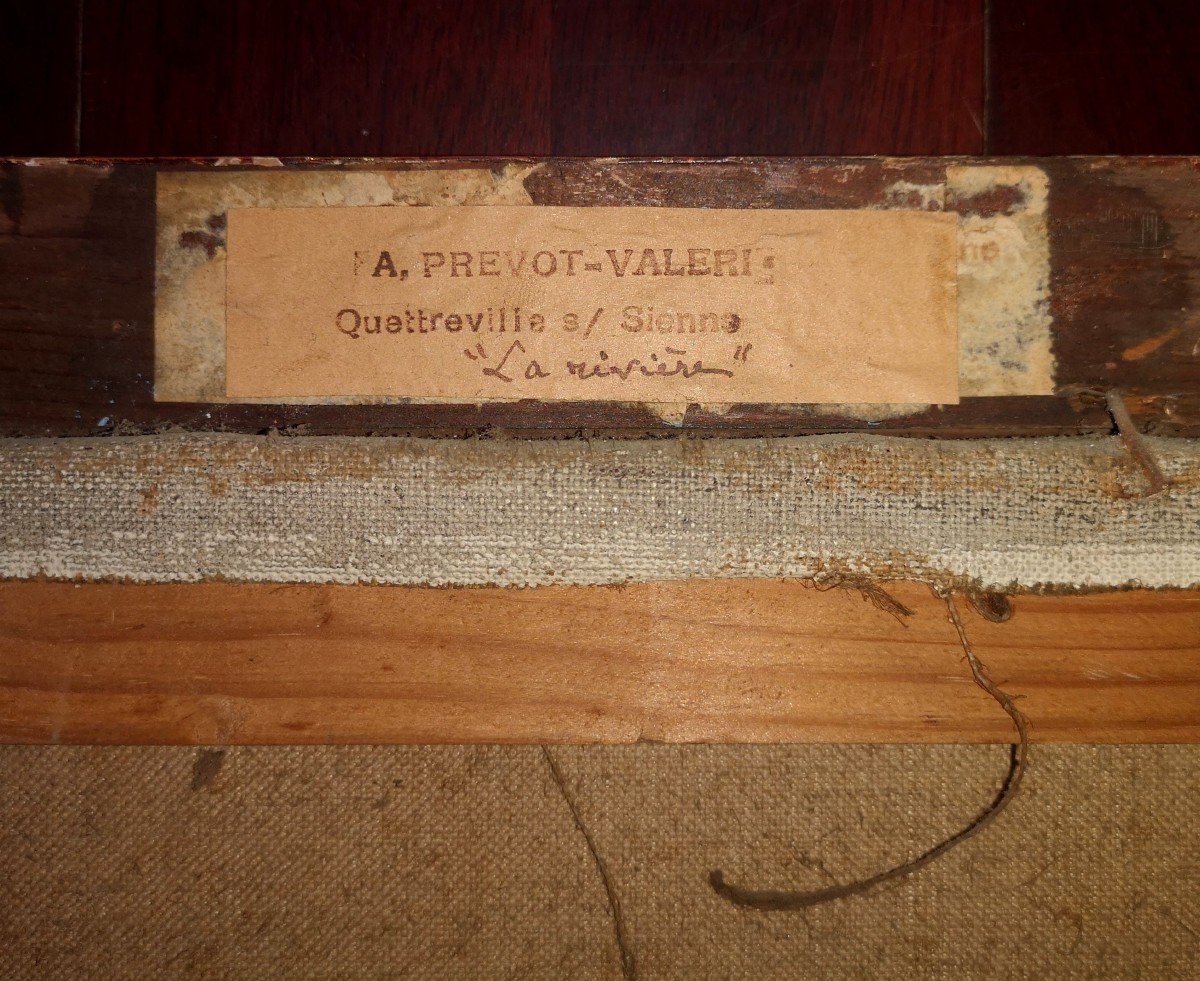 A, PREVOT-VALERI
Quettreville s/ Sienne
"La rivière"